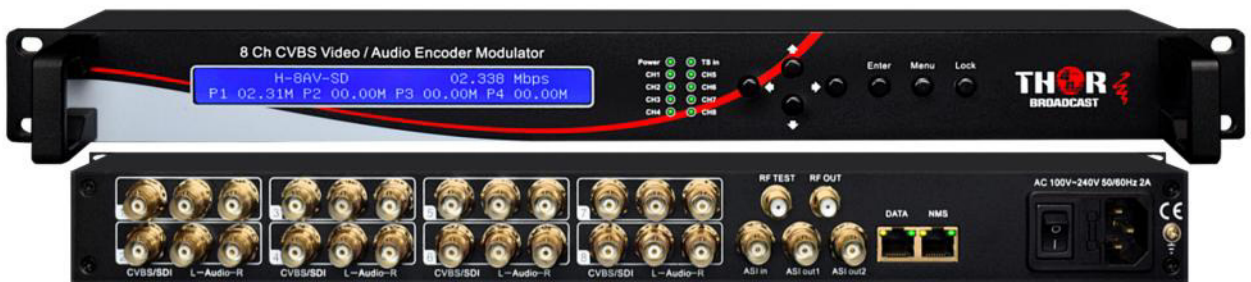 8 Ch CVBS Video / Audio Encoder Modulator
H-8AV-SD 02.338 Mbps
P1 02.31M P2 00.00M P3 00.00M P4 00.00M
Power TS in
CH1 CH5
CH2 CH6
CH3 CH7
CH4 CH8
Enter Menu Lock
THOR
BROADCAST
RF TEST RF OUT
AC 100V~240V 50/60Hz 2A
3 5 7
DATA NMS
4 6 8
CVBS/SDI L-Audio-R CVBS/SDI L-Audio-R CVBS/SDI L-Audio-R CVBS/SDI L-Audio-R
ASI in ASI out1 ASI out2
CE